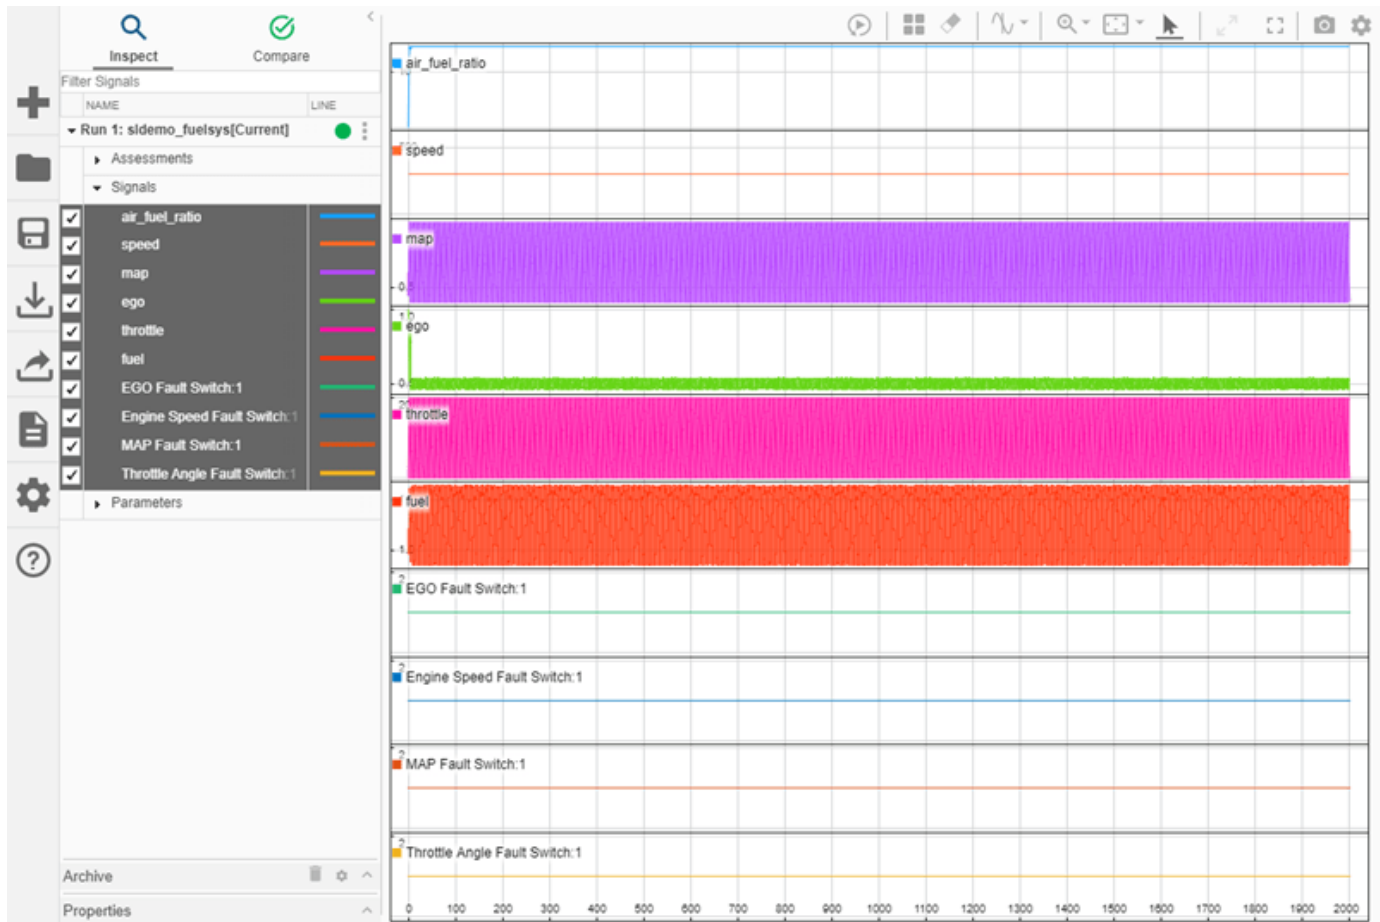 Inspect
Compare
Filter Signals
NAME
LINE
Run 1: sldemo_fuelsys[Current]
Assessments
Signals
air_fuel_ratio
speed
map
ego
throttle
fuel
EGO Fault Switch:1
Engine Speed Fault Switch:1
MAP Fault Switch:1
Throttle Angle Fault Switch:1
Parameters
Archive
Properties
air_fuel_ratio
speed
map
ego
throttle
fuel
EGO Fault Switch:1
2
Engine Speed Fault Switch:1
2
MAP Fault Switch:1
2
Throttle Angle Fault Switch:1
2
0 100 200 300 400 500 600 700 800 900 1000 1100 1200 1300 1400 1500 1600 1700 1800 1900 2000